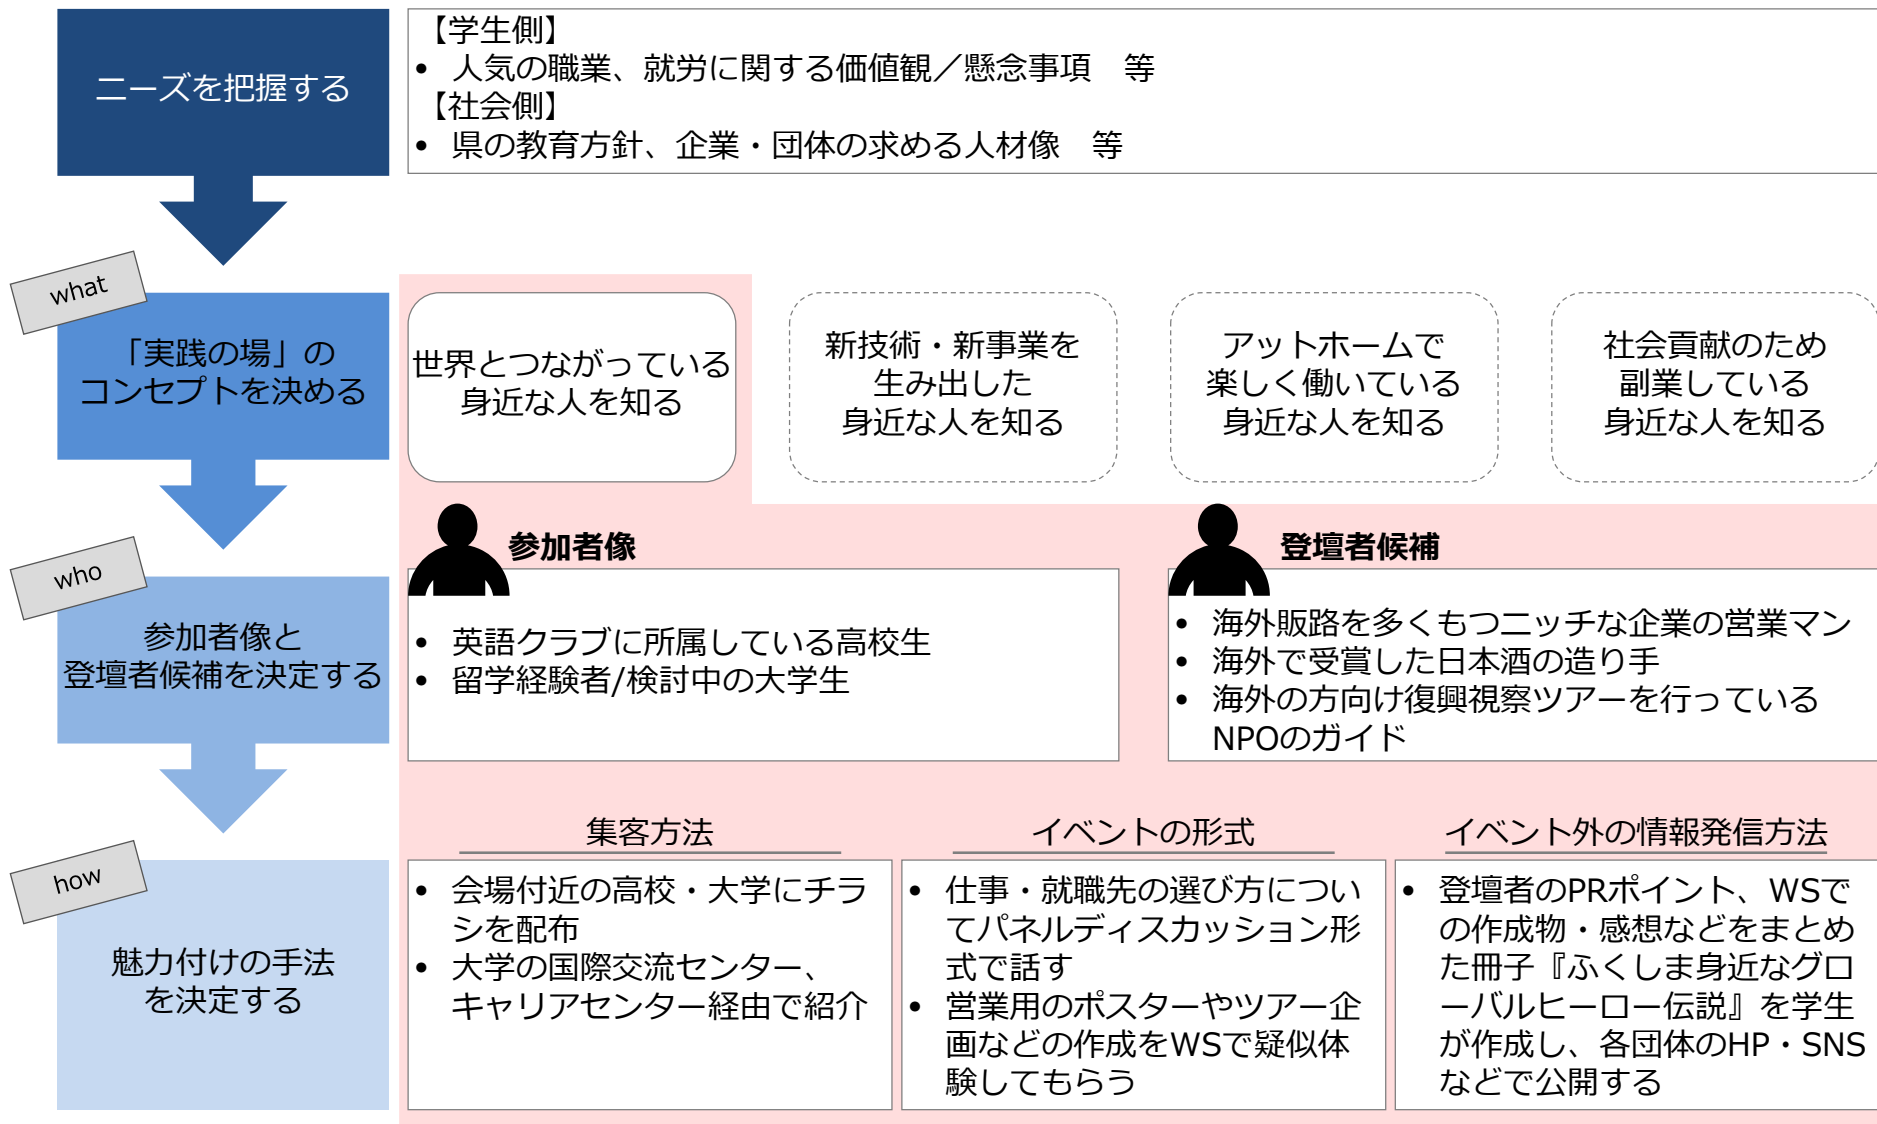 ニーズを把握する
【学生側】
• 人気の職業、就労に関する価値観／懸念事項　等
【社会側】
• 県の教育方針、企業・団体の求める人材像　等
what
「実践の場」の
コンセプトを決める
世界とつながっている
身近な人を知る
新技術・新事業を
生み出した
身近な人を知る
アットホームで
楽しく働いている
身近な人を知る
社会貢献のため
副業している
身近な人を知る
who
参加者像と
登壇者候補を決定する
参加者像
• 英語クラブに所属している高校生
• 留学経験者/検討中の大学生
登壇者候補
• 海外販路を多くもつニッチな企業の営業マン
• 海外で受賞した日本酒の造り手
• 海外の方向け復興視察ツアーを行っている
NPOのガイド
how
魅力付けの手法
を決定する
集客方法
• 会場付近の高校・大学にチラ
シを配布
• 大学の国際交流センター、
キャリアセンター経由で紹介
イベントの形式
• 仕事・就職先の選び方につい
てパネルディスカッション形
式で話す
• 営業用のポスターやツアー企
画などの作成をWSで疑似体
験してもらう
イベント外の情報発信方法
• 登壇者のPRポイント、WSで
の作成物・感想などをまとめ
た冊子『ふくしま身近なグロ
ーバルヒーロー伝説』を学生
が作成し、各団体のHP・SNS
などで公開する